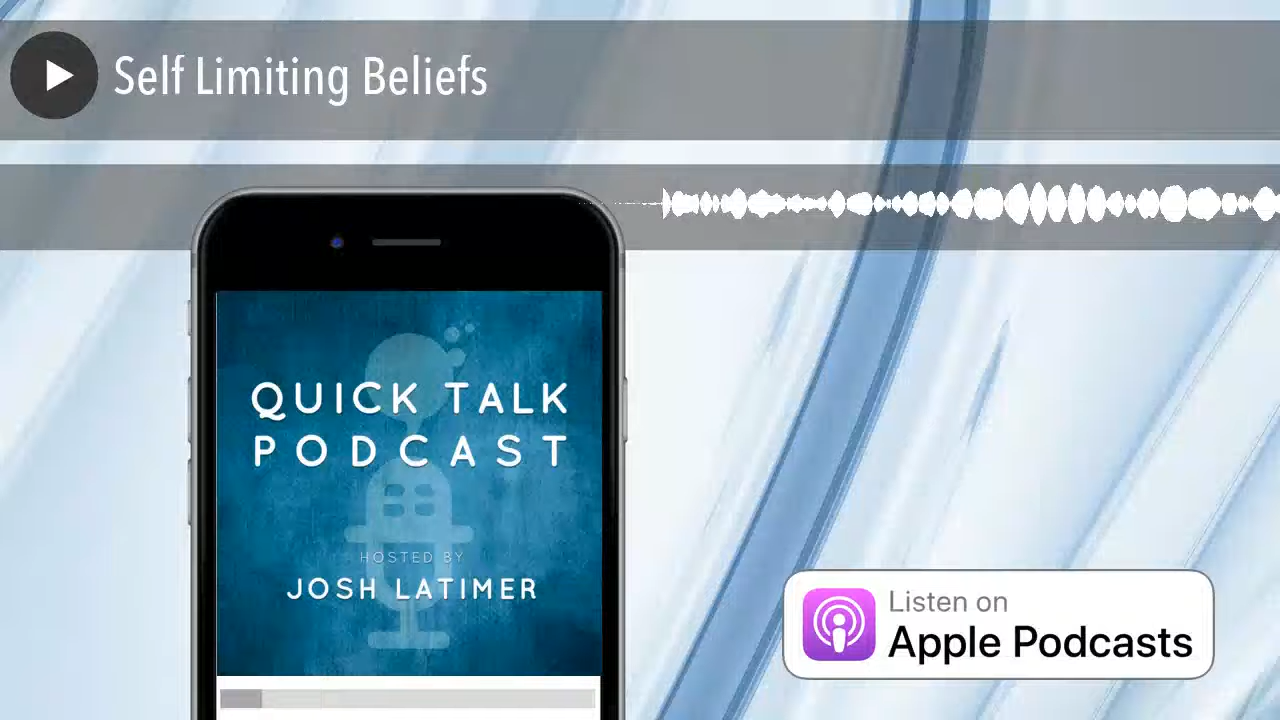 Self Limiting Beliefs
QUICK TALK
PODCAST
HOSTED BY
JOSH LATIMER
Listen on
Apple Podcasts